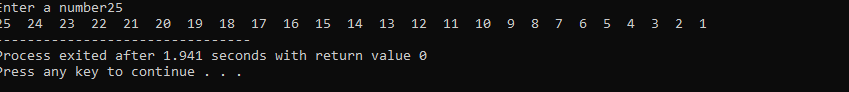 Enter a number25
25 24 23 22 21 20 19 18 17 16 15 14 13 12 11 10 9 8 7 6 5 4 3 2 1
--------------------------------
Process exited after 1.941 seconds with return value 0
Press any key to continue . . .